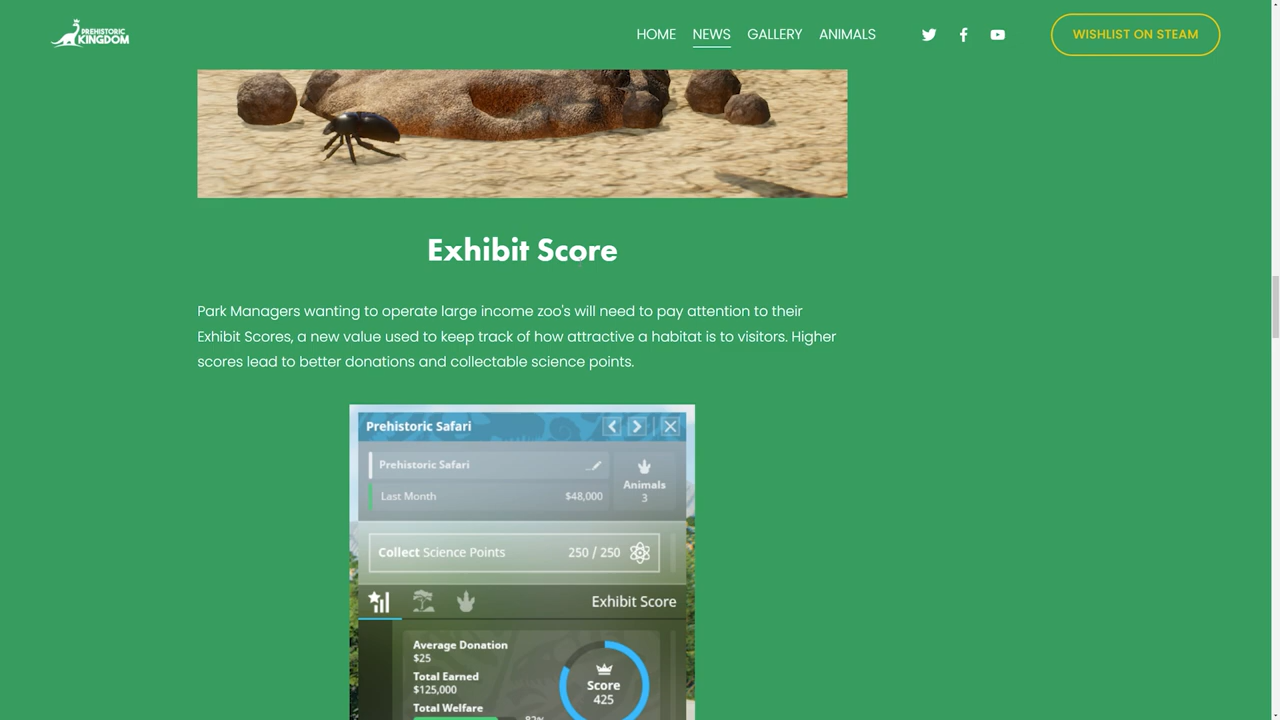 PREHISTORIC
KINGDOM
HOME NEWS GALLERY ANIMALS
WISHLIST ON STEAM
Exhibit Score
Park Managers wanting to operate large income zoo's will need to pay attention to their
Exhibit Scores, a new value used to keep track of how attractive a habitat is to visitors. Higher
scores lead to better donations and collectable science points.
Prehistoric Safari
Prehistoric Safari
Animals
3
Last Month $48,000
Collect Science Points 250 / 250
Exhibit Score
Average Donation
$25
Total Earned
$125,000
Score
425
Total Welfare
82%